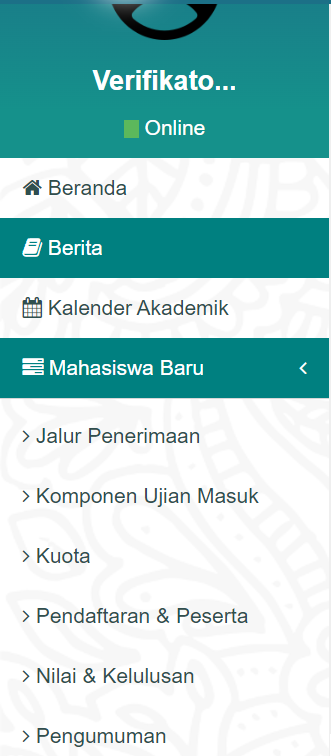 Verifikato...
Online
Beranda
Berita
Kalender Akademik
Mahasiswa Baru
Jalur Penerimaan
Komponen Ujian Masuk
Kuota
Pendaftaran & Peserta
Nilai & Kelulusan
Pengumuman